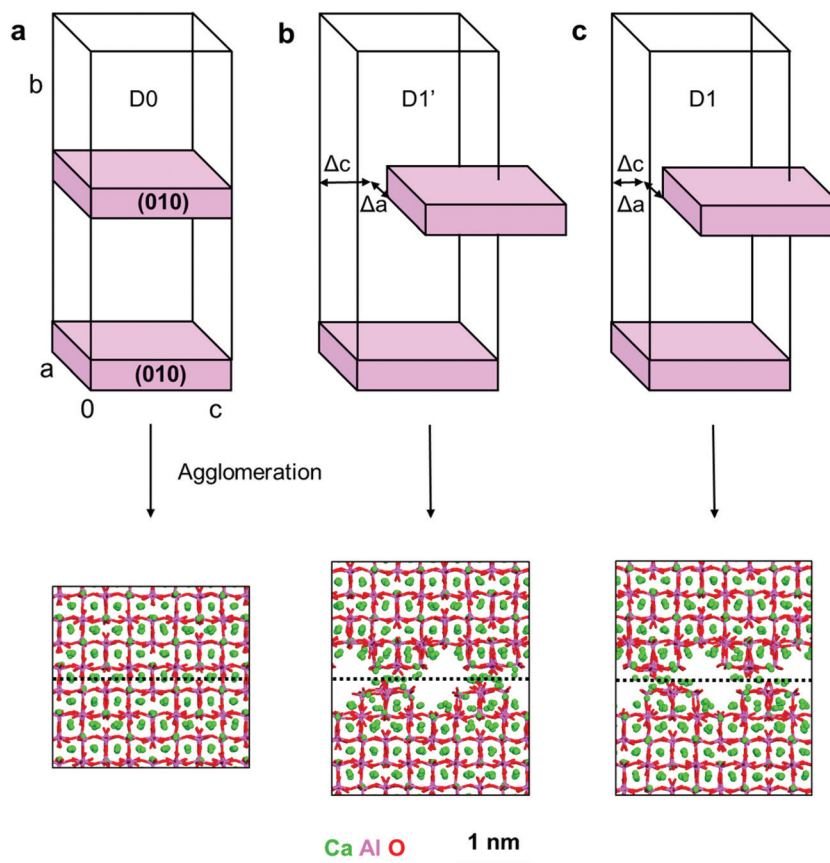 a b c
b D0 D1’ D1
Δc Δc
Δa Δa
(010)
(010)
a
0 c
Agglomeration
Ca Al O 1 nm